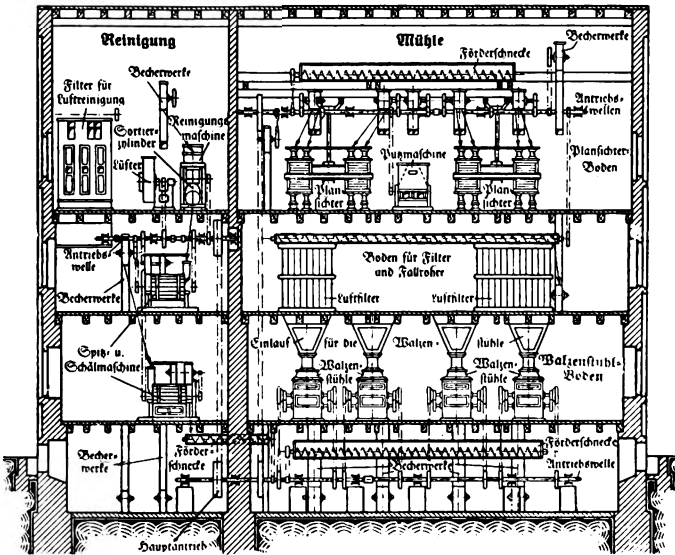 Reinigung
Mühle
Becherwerke
Förderschnecke
Filter für
Luftreinigung
Becherwerke
Sortier-
zylinder
Reinigungs
maschine
Lüfter
Antriebs-
wellen
Plansichter-
Boden
Putzmaschine
Plan
sichter
Plan
sichter
Antriebs
welle
Becherwerke
Boden für Filter
und Fallrohre
Luftfilter
Luftfilter
Spitz- u.
Schälmaschine
Einlauf für die Walzen- stühle
Walzen
stühle
Walzen
stühle
Walzenstuhl-
Boden
Becher-
werke
Förder
schnecke
Becherwerke
Förderschnecke
Antriebswelle
Hauptantrieb